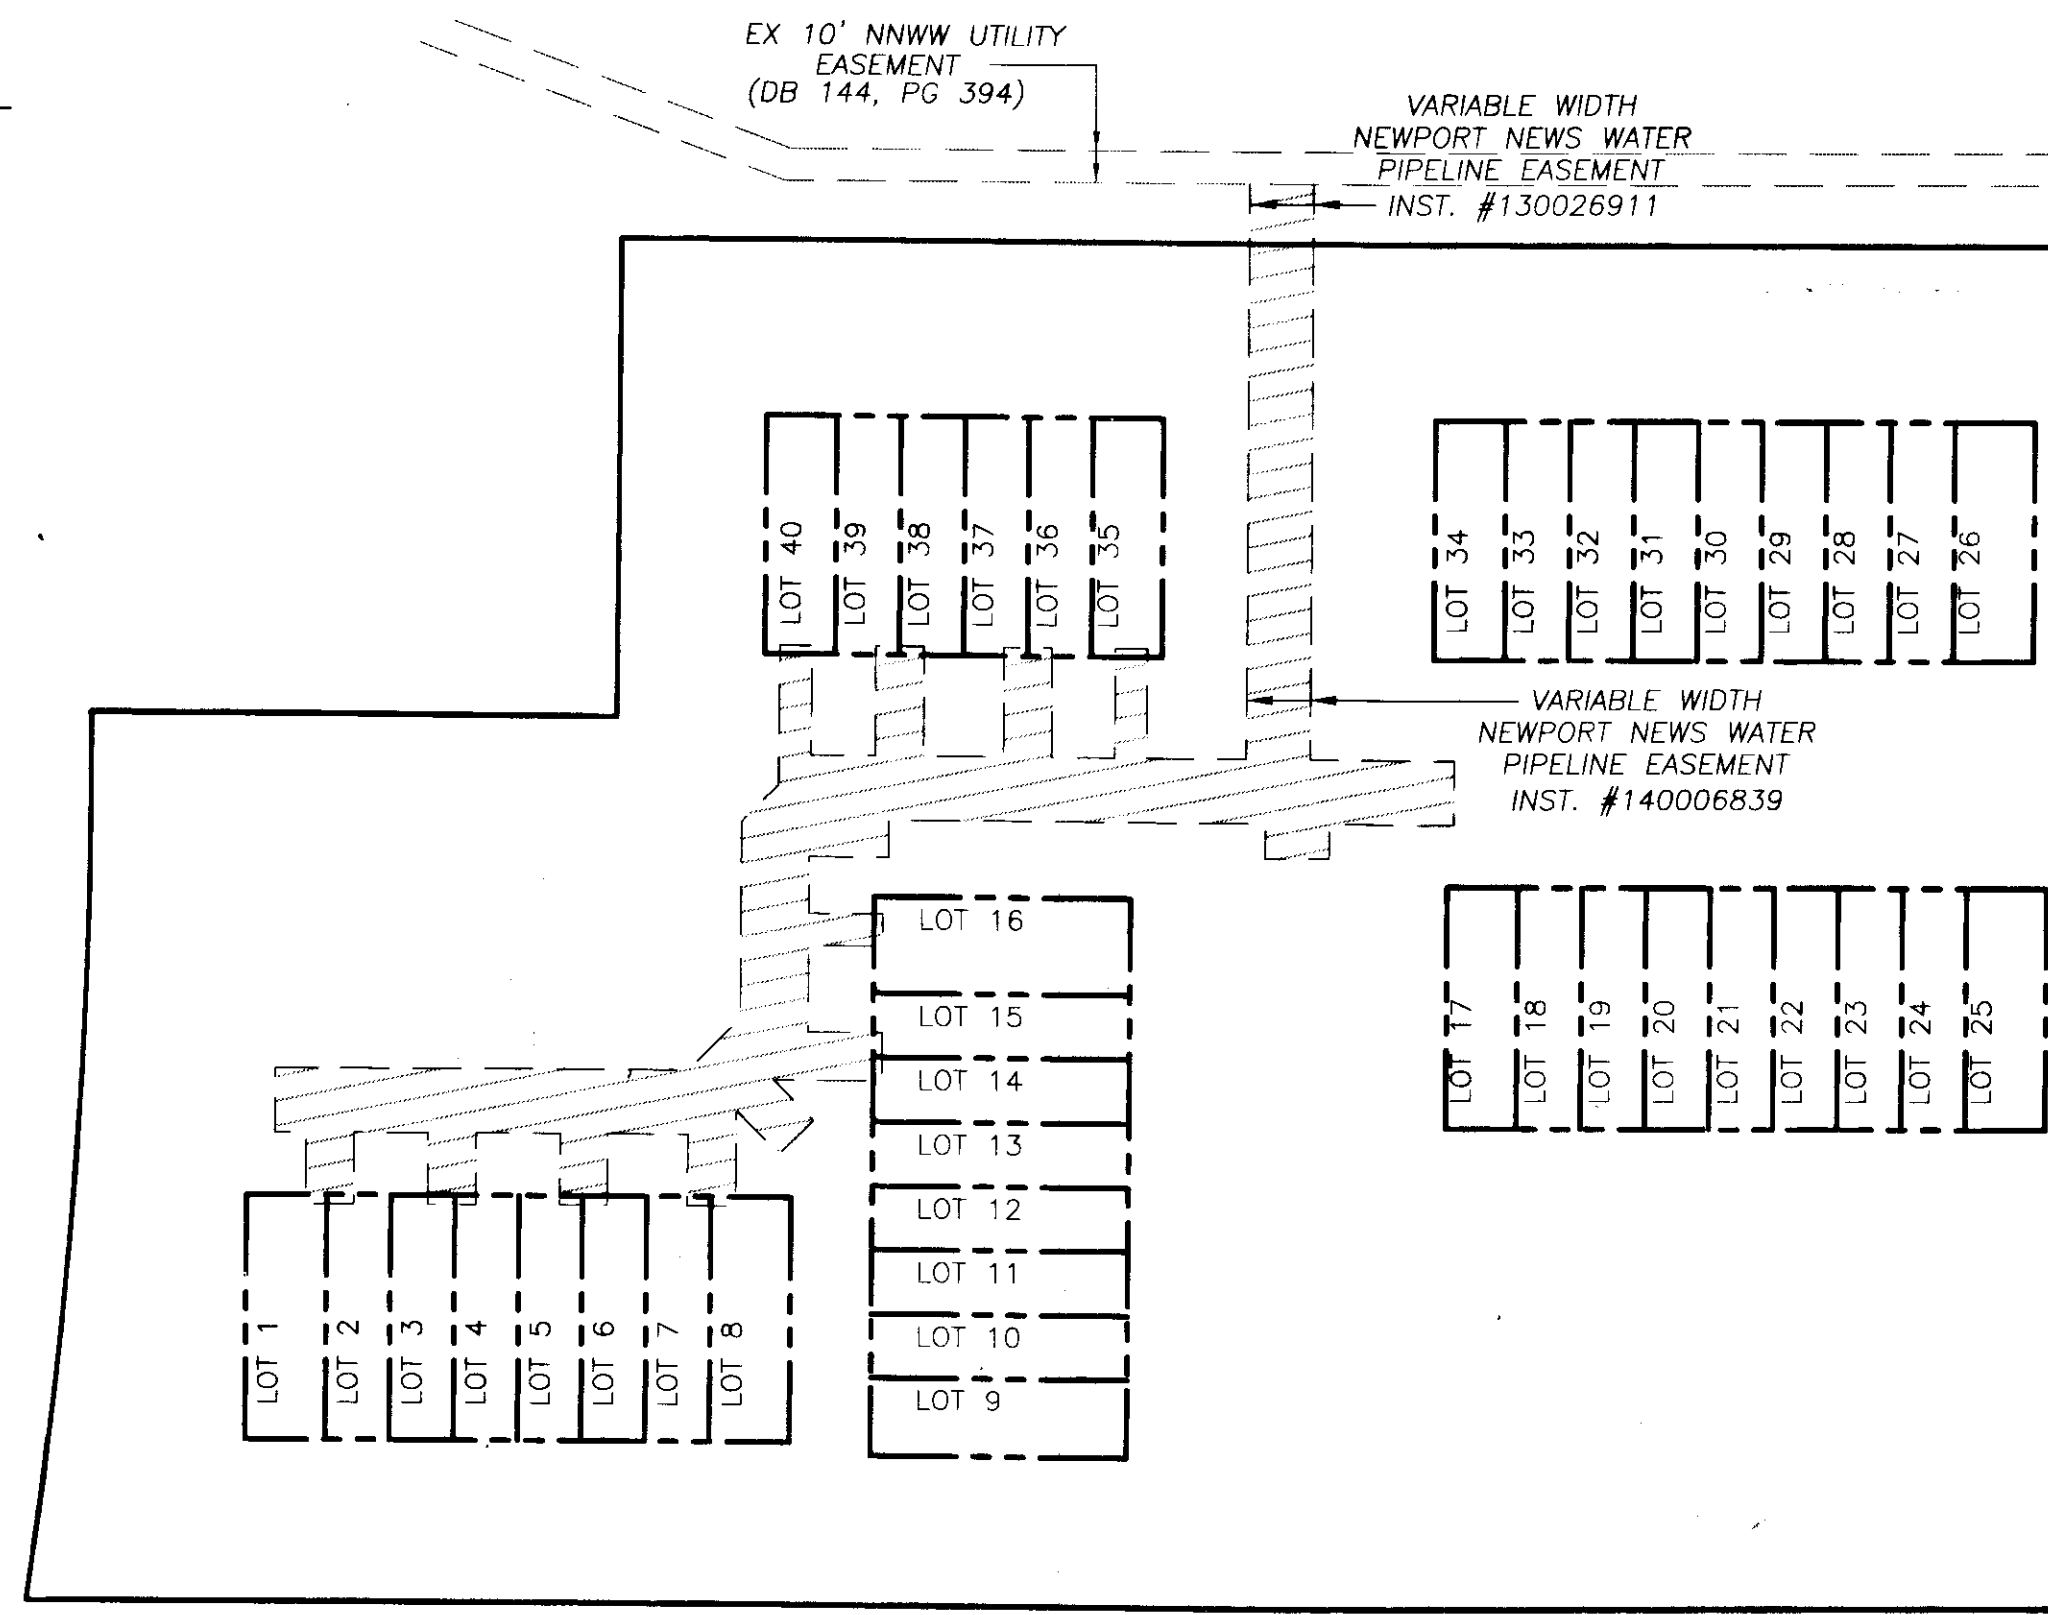 EX 10' NNWW UTILITY
EASEMENT
(DB 144, PG 394)
VARIABLE WIDTH
NEWPORT NEWS WATER
PIPELINE EASEMENT
INST. #130026911
LOT 40
LOT 39
LOT 38
LOT 37
LOT 36
LOT 35
LOT 34
LOT 33
LOT 32
LOT 31
LOT 30
LOT 29
LOT 28
LOT 27
LOT 26
VARIABLE WIDTH
NEWPORT NEWS WATER
PIPELINE EASEMENT
INST. #140006839
LOT 16
LOT 15
LOT 14
LOT 13
LOT 12
LOT 11
LOT 10
LOT 9
LOT 17
LOT 18
LOT 19
LOT 20
LOT 21
LOT 22
LOT 23
LOT 24
LOT 25
LOT 1
LOT 2
LOT 3
LOT 4
LOT 5
LOT 6
LOT 7
LOT 8